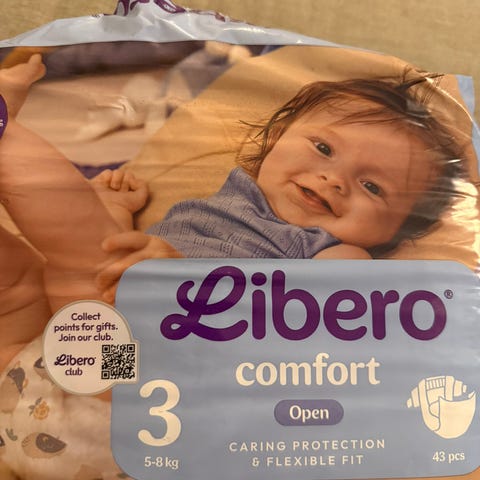 Collect
points for gifts.
Join our club.
Libero
club
Libero®
comfort
Open
3
5-8 kg
CARING PROTECTION
& FLEXIBLE FIT
43 pcs